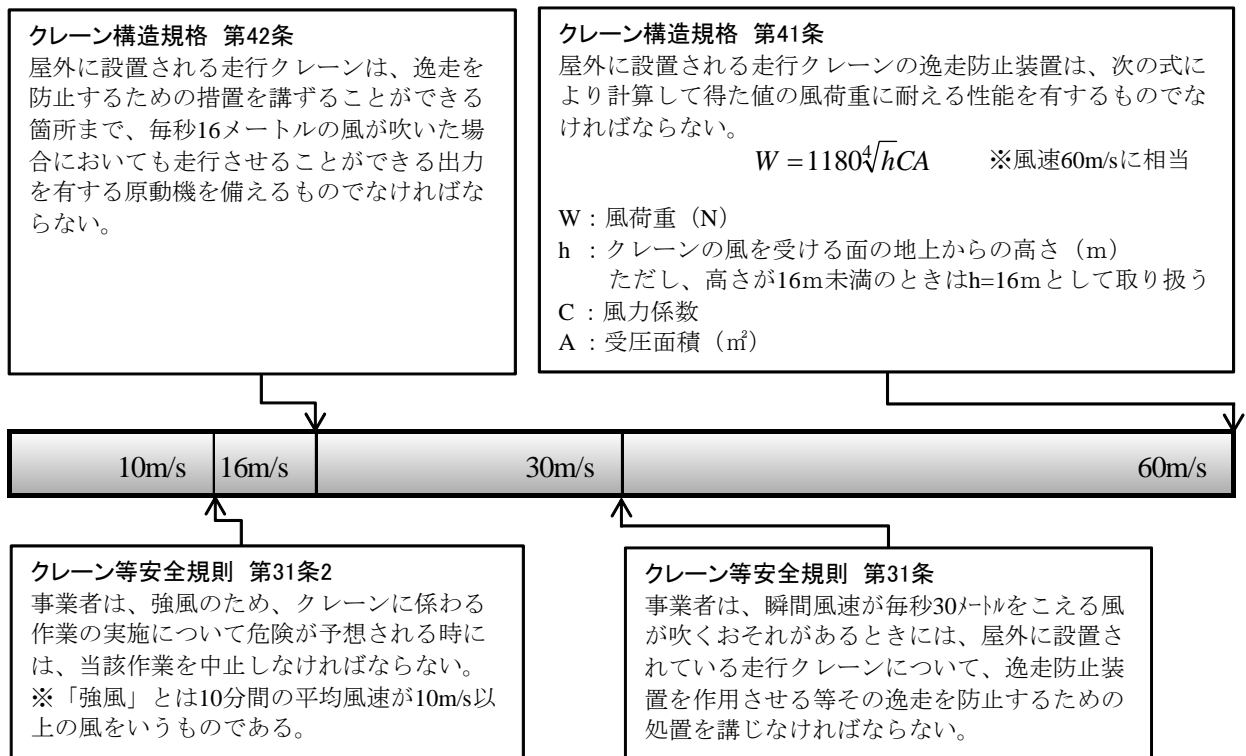 クレーン構造規格 第42条
屋外に設置される走行クレーンは、逸走を
防止するための措置を講ずることができる
箇所まで、毎秒16メートルの風が吹いた場
合においても走行させることができる出力
を有する原動機を備えるものでなければな
らない。
クレーン構造規格 第41条
屋外に設置される走行クレーンの逸走防止装置は、次の式に
より計算して得た値の風荷重に耐える性能を有するものでな
ければならない。
W = 1180∜hCA ※風速60m/sに相当
W：風荷重（N）
h ：クレーンの風を受ける面の地上からの高さ（m）
ただし、高さが16m未満のときはh=16mとして取り扱う
C：風力係数
A：受圧面積（㎡）
10m/s 16m/s 30m/s 60m/s
クレーン等安全規則 第31条2
事業者は、強風のため、クレーンに係わる
作業の実施について危険が予想される時に
は、当該作業を中止しなければならない。
※「強風」とは10分間の平均風速が10m/s以
上の風をいうものである。
クレーン等安全規則 第31条
事業者は、瞬間風速が毎秒30ﾒｰﾄﾙをこえる風
が吹くおそれがあるときには、屋外に設置さ
れている走行クレーンについて、逸走防止装
置を作用させる等その逸走を防止するための
処置を講じなければならない。